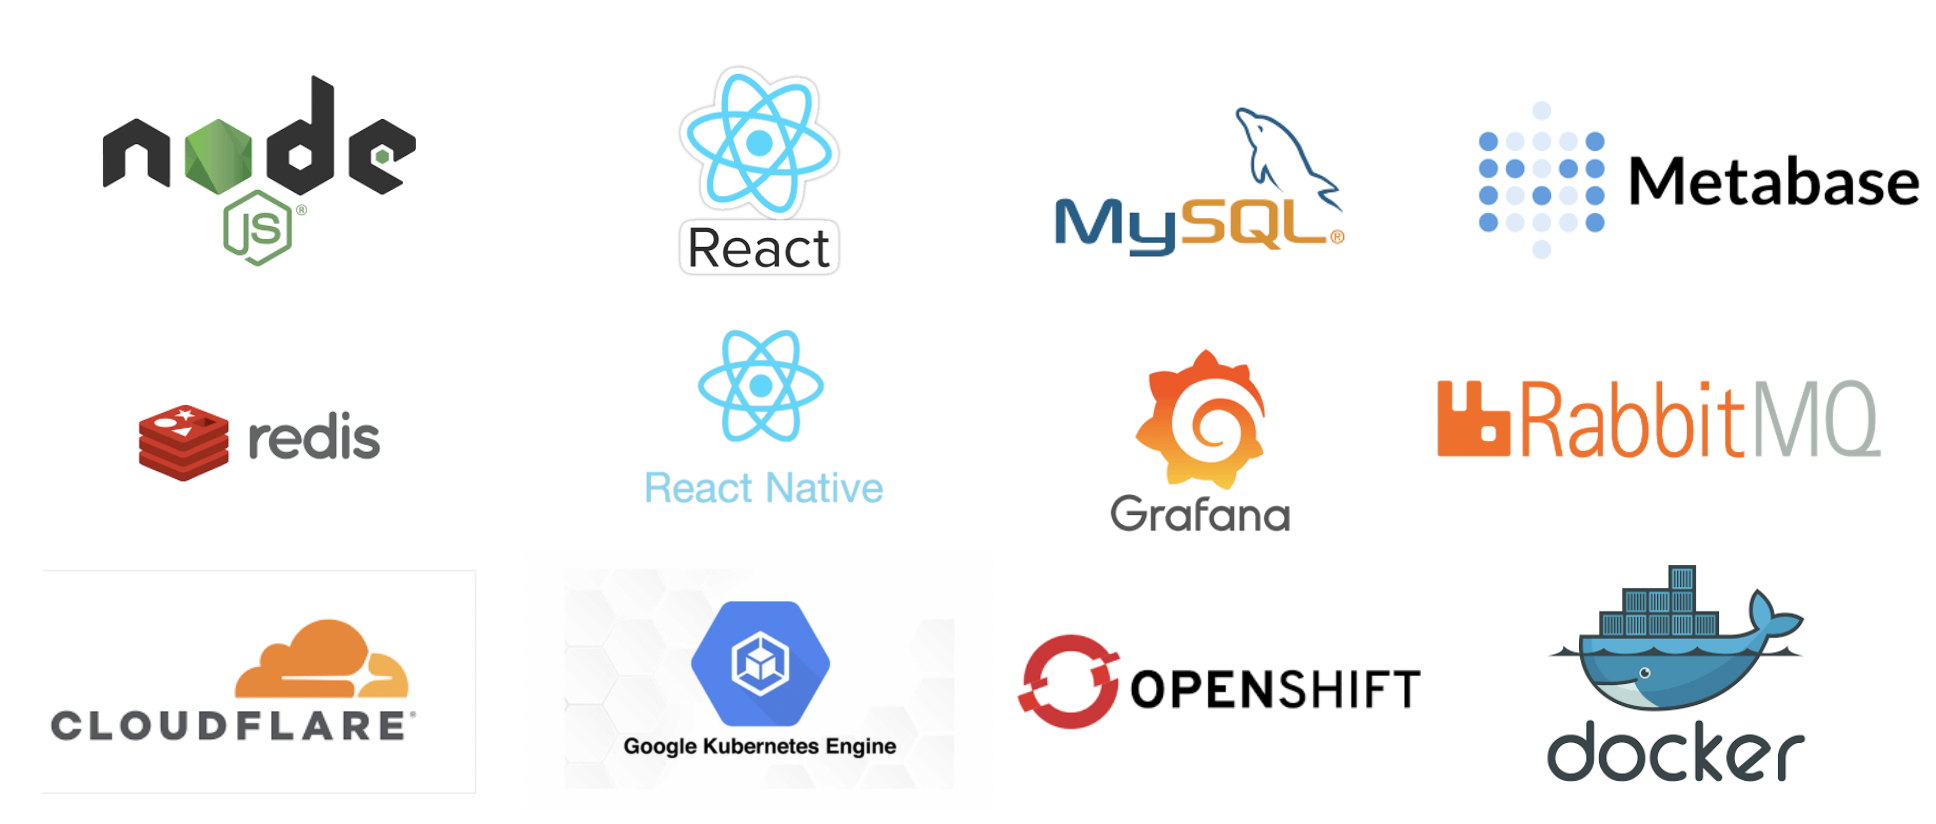 node
JS®
React
MySQL®
Metabase
redis
React Native
Grafana
RabbitMQ
CLOUDFLARE®
Google Kubernetes Engine
OPENSHIFT
docker